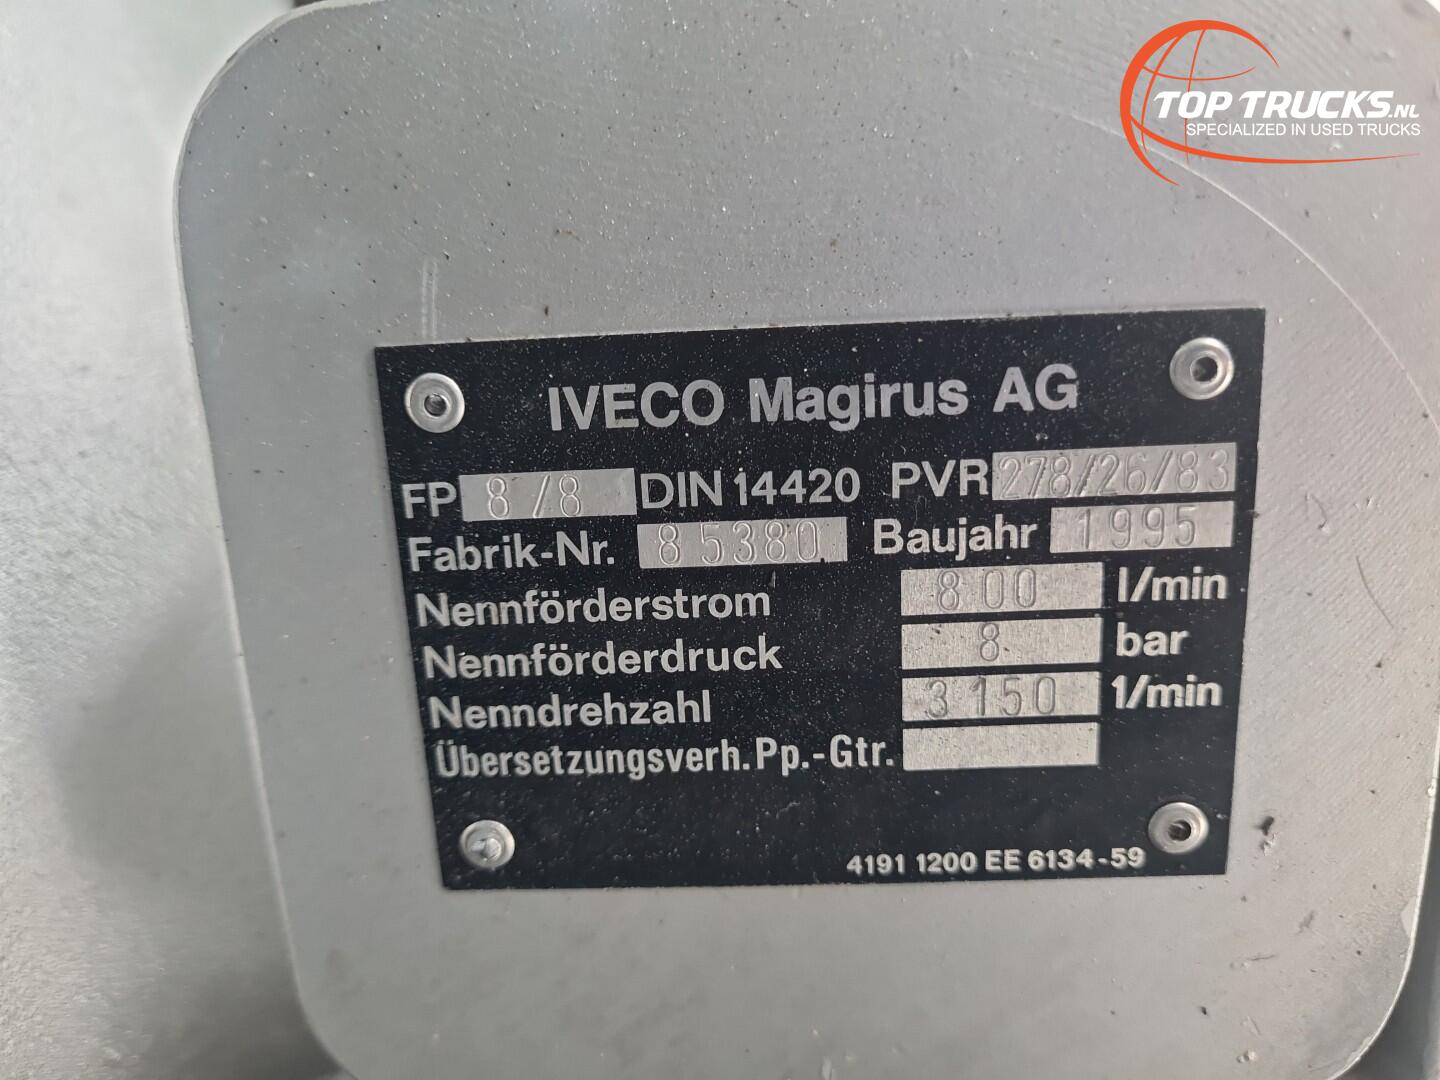 TOP TRUCKS.NL
SPECIALIZED IN USED TRUCKS
IVECO Magirus AG
FP 8/8 DIN 14420 PVR 278/26/83
Fabrik-Nr. 85380 Baujahr 1995
Nennförderstrom 800 l/min
Nennförderdruck 8 bar
Nenndrehzahl 3150 1/min
Übersetzungsverh. Pp.-Gtr.
4191 1200 EE 6134-59